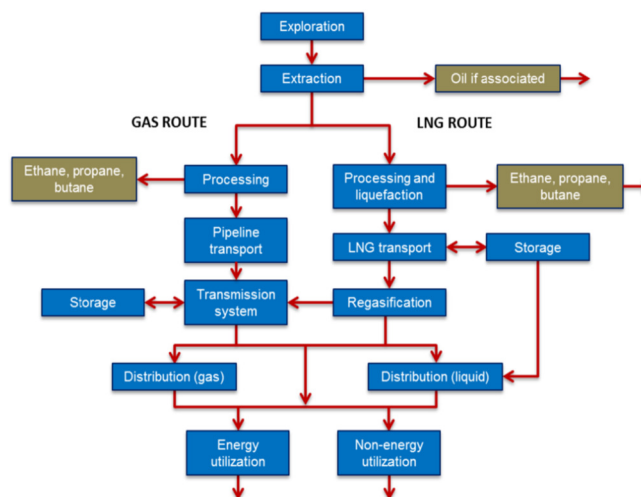 Exploration
Extraction
Oil if associated
GAS ROUTE
LNG ROUTE
Ethane, propane,
butane
Processing
Processing and
liquefaction
Ethane, propane,
butane
Pipeline
transport
LNG transport
Storage
Storage
Transmission
system
Regasification
Distribution (gas)
Distribution (liquid)
Energy
utilization
Non-energy
utilization